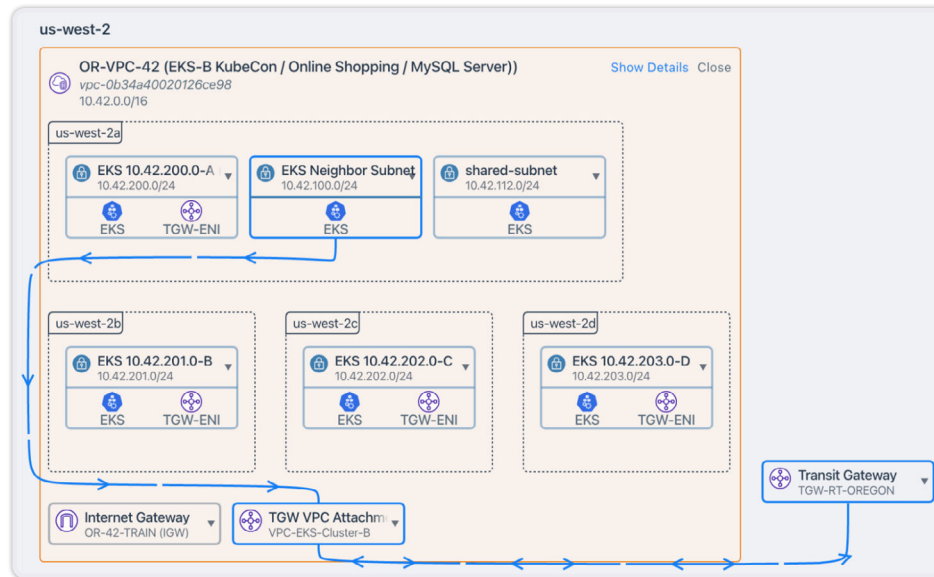 us-west-2
OR-VPC-42 (EKS-B KubeCon / Online Shopping / MySQL Server))
Show Details Close
vpc-0b34a40020126ce98
10.42.0.0/16
us-west-2a
EKS 10.42.200.0-A
10.42.200.0/24
EKS
TGW-ENI
EKS Neighbor Subnet
10.42.100.0/24
EKS
shared-subnet
10.42.112.0/24
EKS
us-west-2b
EKS 10.42.201.0-B
10.42.201.0/24
EKS
TGW-ENI
us-west-2c
EKS 10.42.202.0-C
10.42.202.0/24
EKS
TGW-ENI
us-west-2d
EKS 10.42.203.0-D
10.42.203.0/24
EKS
TGW-ENI
Internet Gateway
OR-42-TRAIN (IGW)
TGW VPC Attachm
VPC-EKS-Cluster-B
Transit Gateway
TGW-RT-OREGON